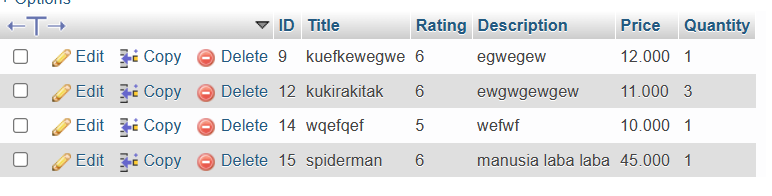 + Options
ID Title Rating Description Price Quantity
Edit Copy Delete 9 kuefkewegwe 6 egwegew 12.000 1
Edit Copy Delete 12 kukirakitak 6 ewgwgewgew 11.000 3
Edit Copy Delete 14 wqefqef 5 wefwf 10.000 1
Edit Copy Delete 15 spiderman 6 manusia laba laba 45.000 1